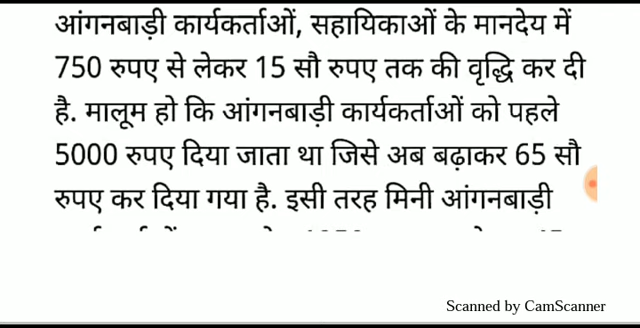 आंगनबाड़ी कार्यकर्ताओं, सहायिकाओं के मानदेय में
750 रुपए से लेकर 15 सौ रुपए तक की वृद्धि कर दी
है. मालूम हो कि आंगनबाड़ी कार्यकर्ताओं को पहले
5000 रुपए दिया जाता था जिसे अब बढ़ाकर 65 सौ
रुपए कर दिया गया है. इसी तरह मिनी आंगनबाड़ी
Scanned by CamScanner